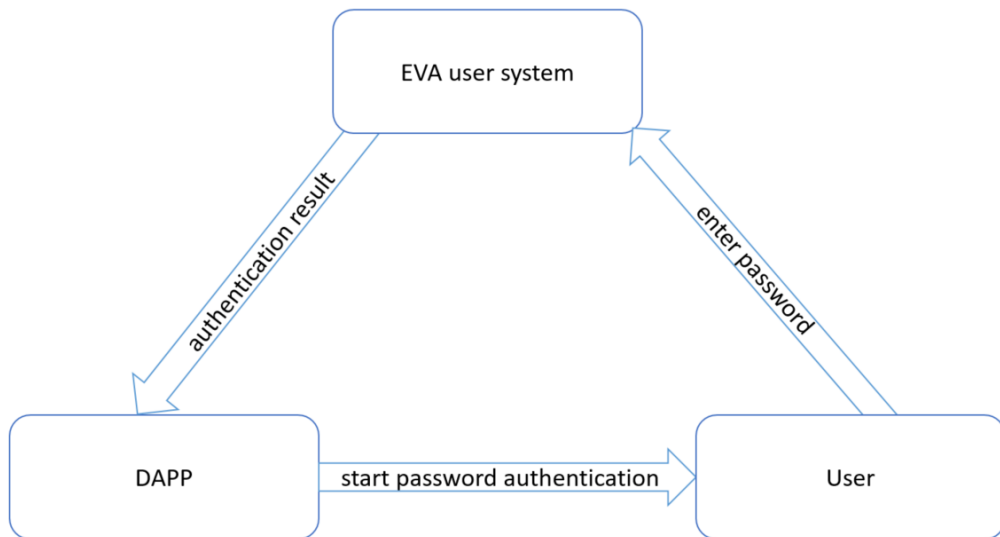 EVA user system
authentication result
enter password
DAPP
start password authentication
User